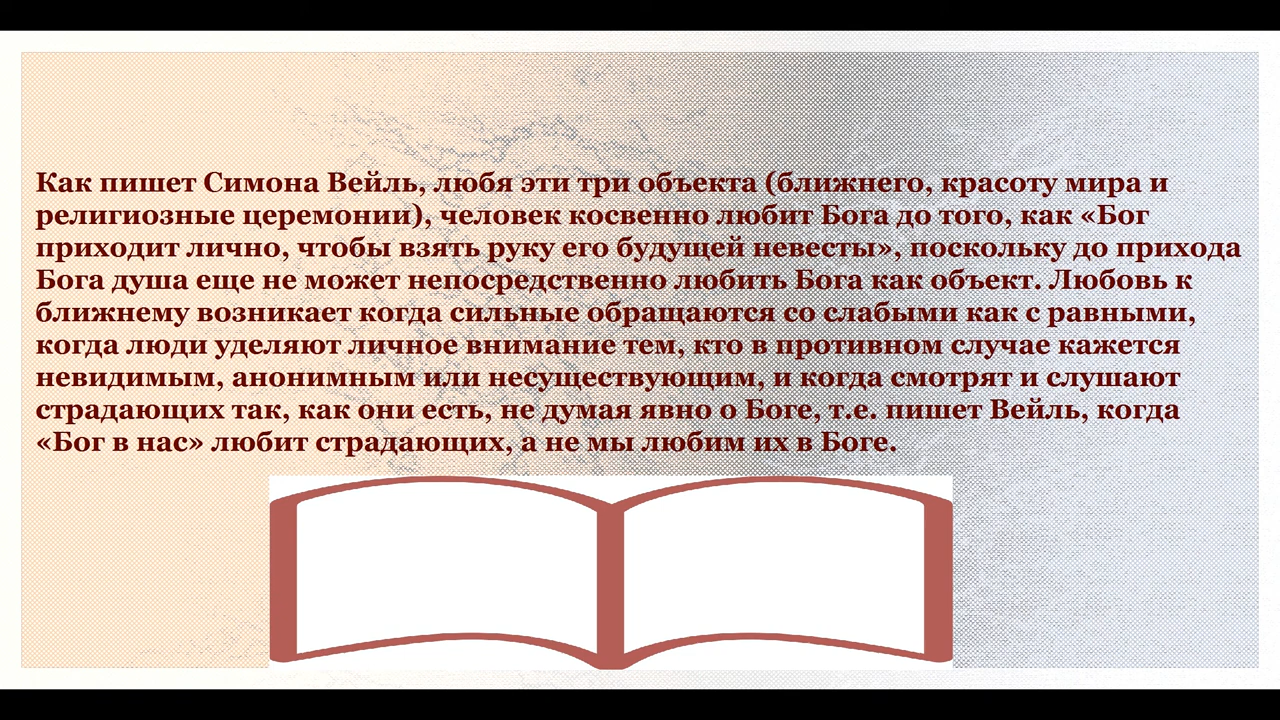 Как пишет Симона Вейль, любя эти три объекта (ближнего, красоту мира и
религиозные церемонии), человек косвенно любит Бога до того, как «Бог
приходит лично, чтобы взять руку его будущей невесты», поскольку до прихода
Бога душа еще не может непосредственно любить Бога как объект. Любовь к
ближнему возникает когда сильные обращаются со слабыми как с равными,
когда люди уделяют личное внимание тем, кто в противном случае кажется
невидимым, анонимным или несуществующим, и когда смотрят и слушают
страдающих так, как они есть, не думая явно о Боге, т.е. пишет Вейль, когда
«Бог в нас» любит страдающих, а не мы любим их в Боге.